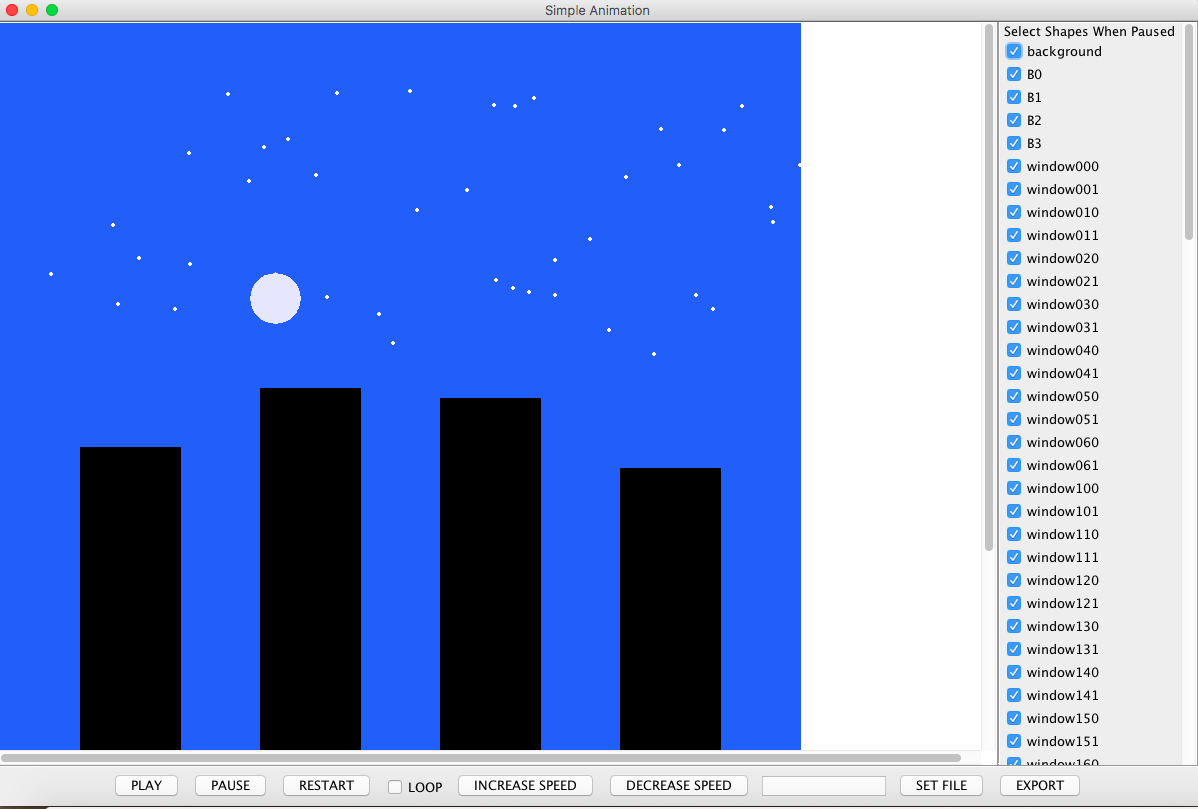 Simple Animation
Select Shapes When Paused
background
B0
B1
B2
B3
window000
window001
window010
window011
window020
window021
window030
window031
window040
window041
window050
window051
window060
window061
window100
window101
window110
window111
window120
window121
window130
window131
window140
window141
window150
window151
window160
PLAY PAUSE RESTART LOOP INCREASE SPEED DECREASE SPEED SET FILE EXPORT